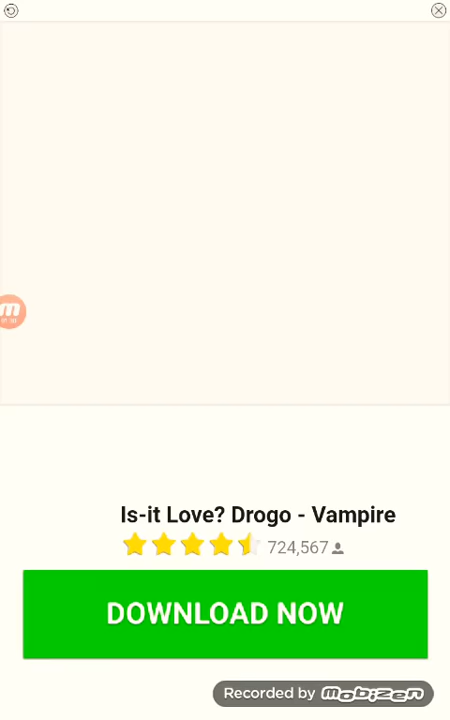 Is-it Love? Drogo - Vampire
724,567
DOWNLOAD NOW
Recorded by Mobizen